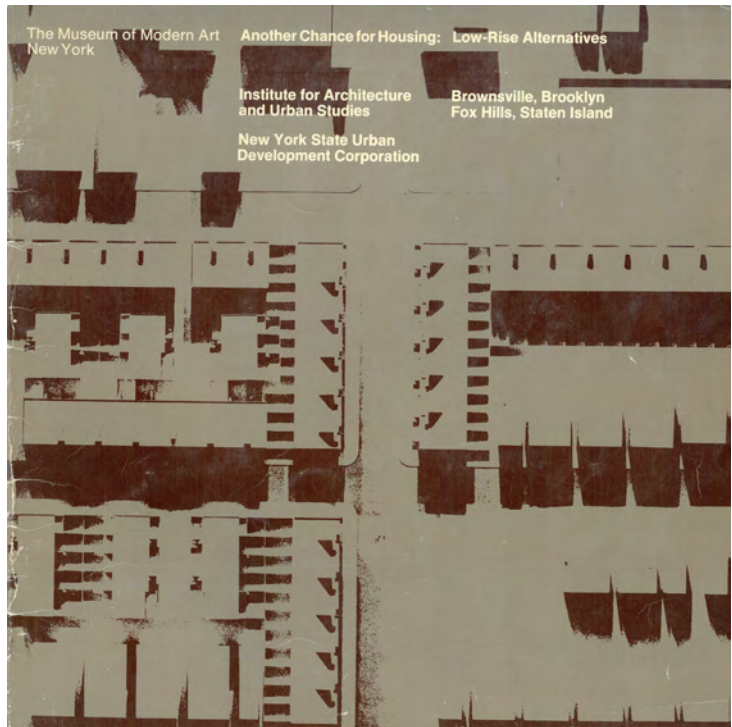 The Museum of Modern Art
New York
Another Chance for Housing: Low-Rise Alternatives
Institute for Architecture
and Urban Studies
Brownsville, Brooklyn
Fox Hills, Staten Island
New York State Urban
Development Corporation